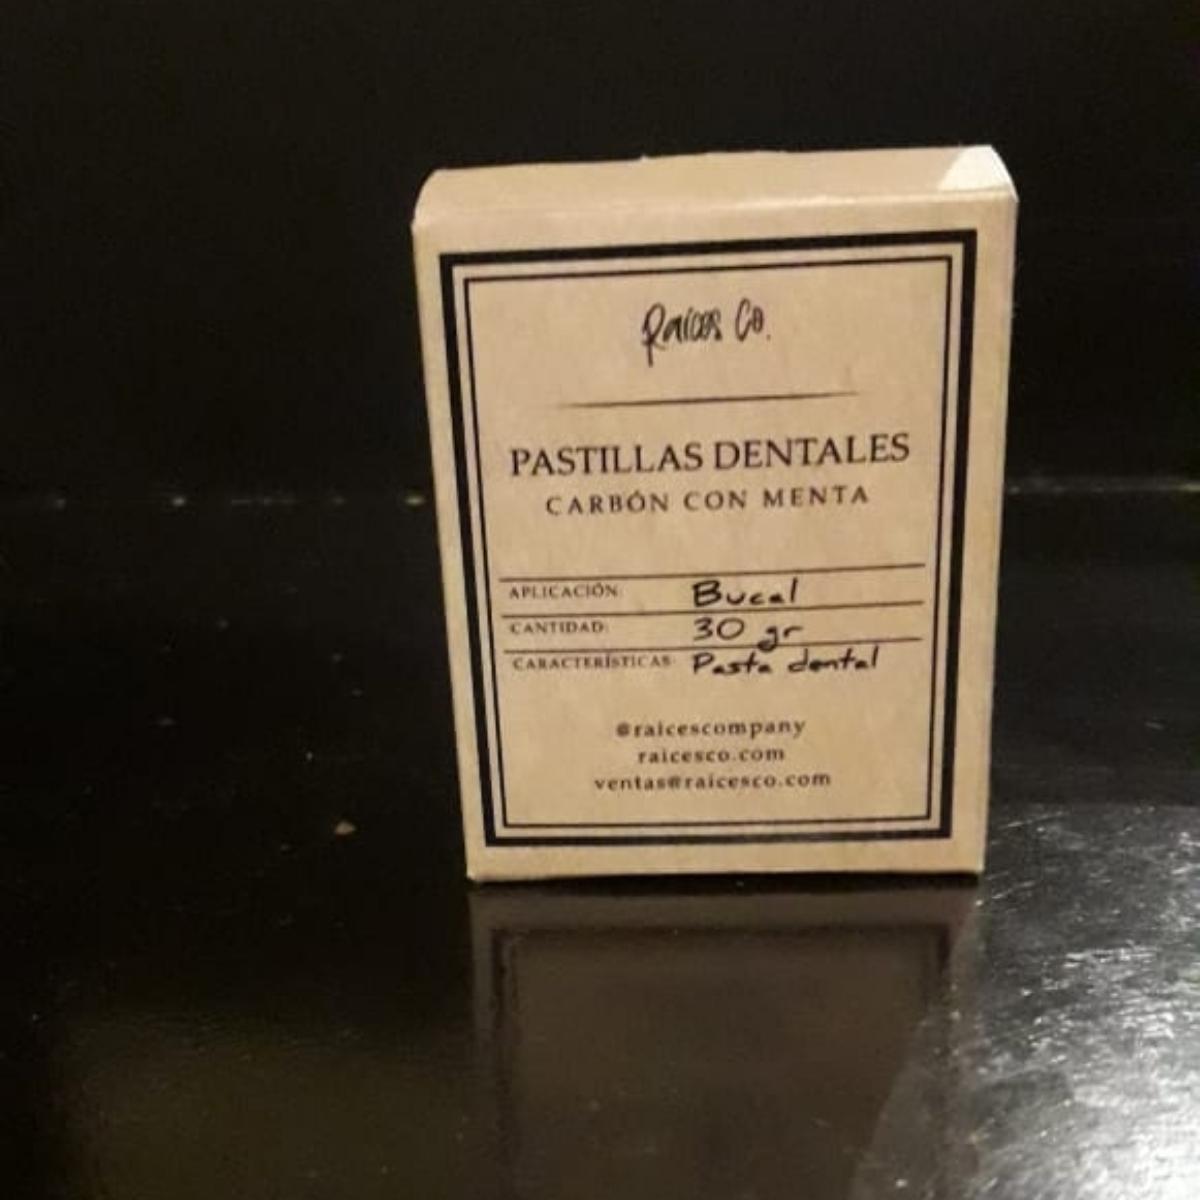 Raíces Co.
PASTILLAS DENTALES
CARBÓN CON MENTA
APLICACIÓN: Bucal
CANTIDAD: 30 gr
CARACTERÍSTICAS: Pasta dental
@raicescompany
raicesco.com
ventas@raicesco.com